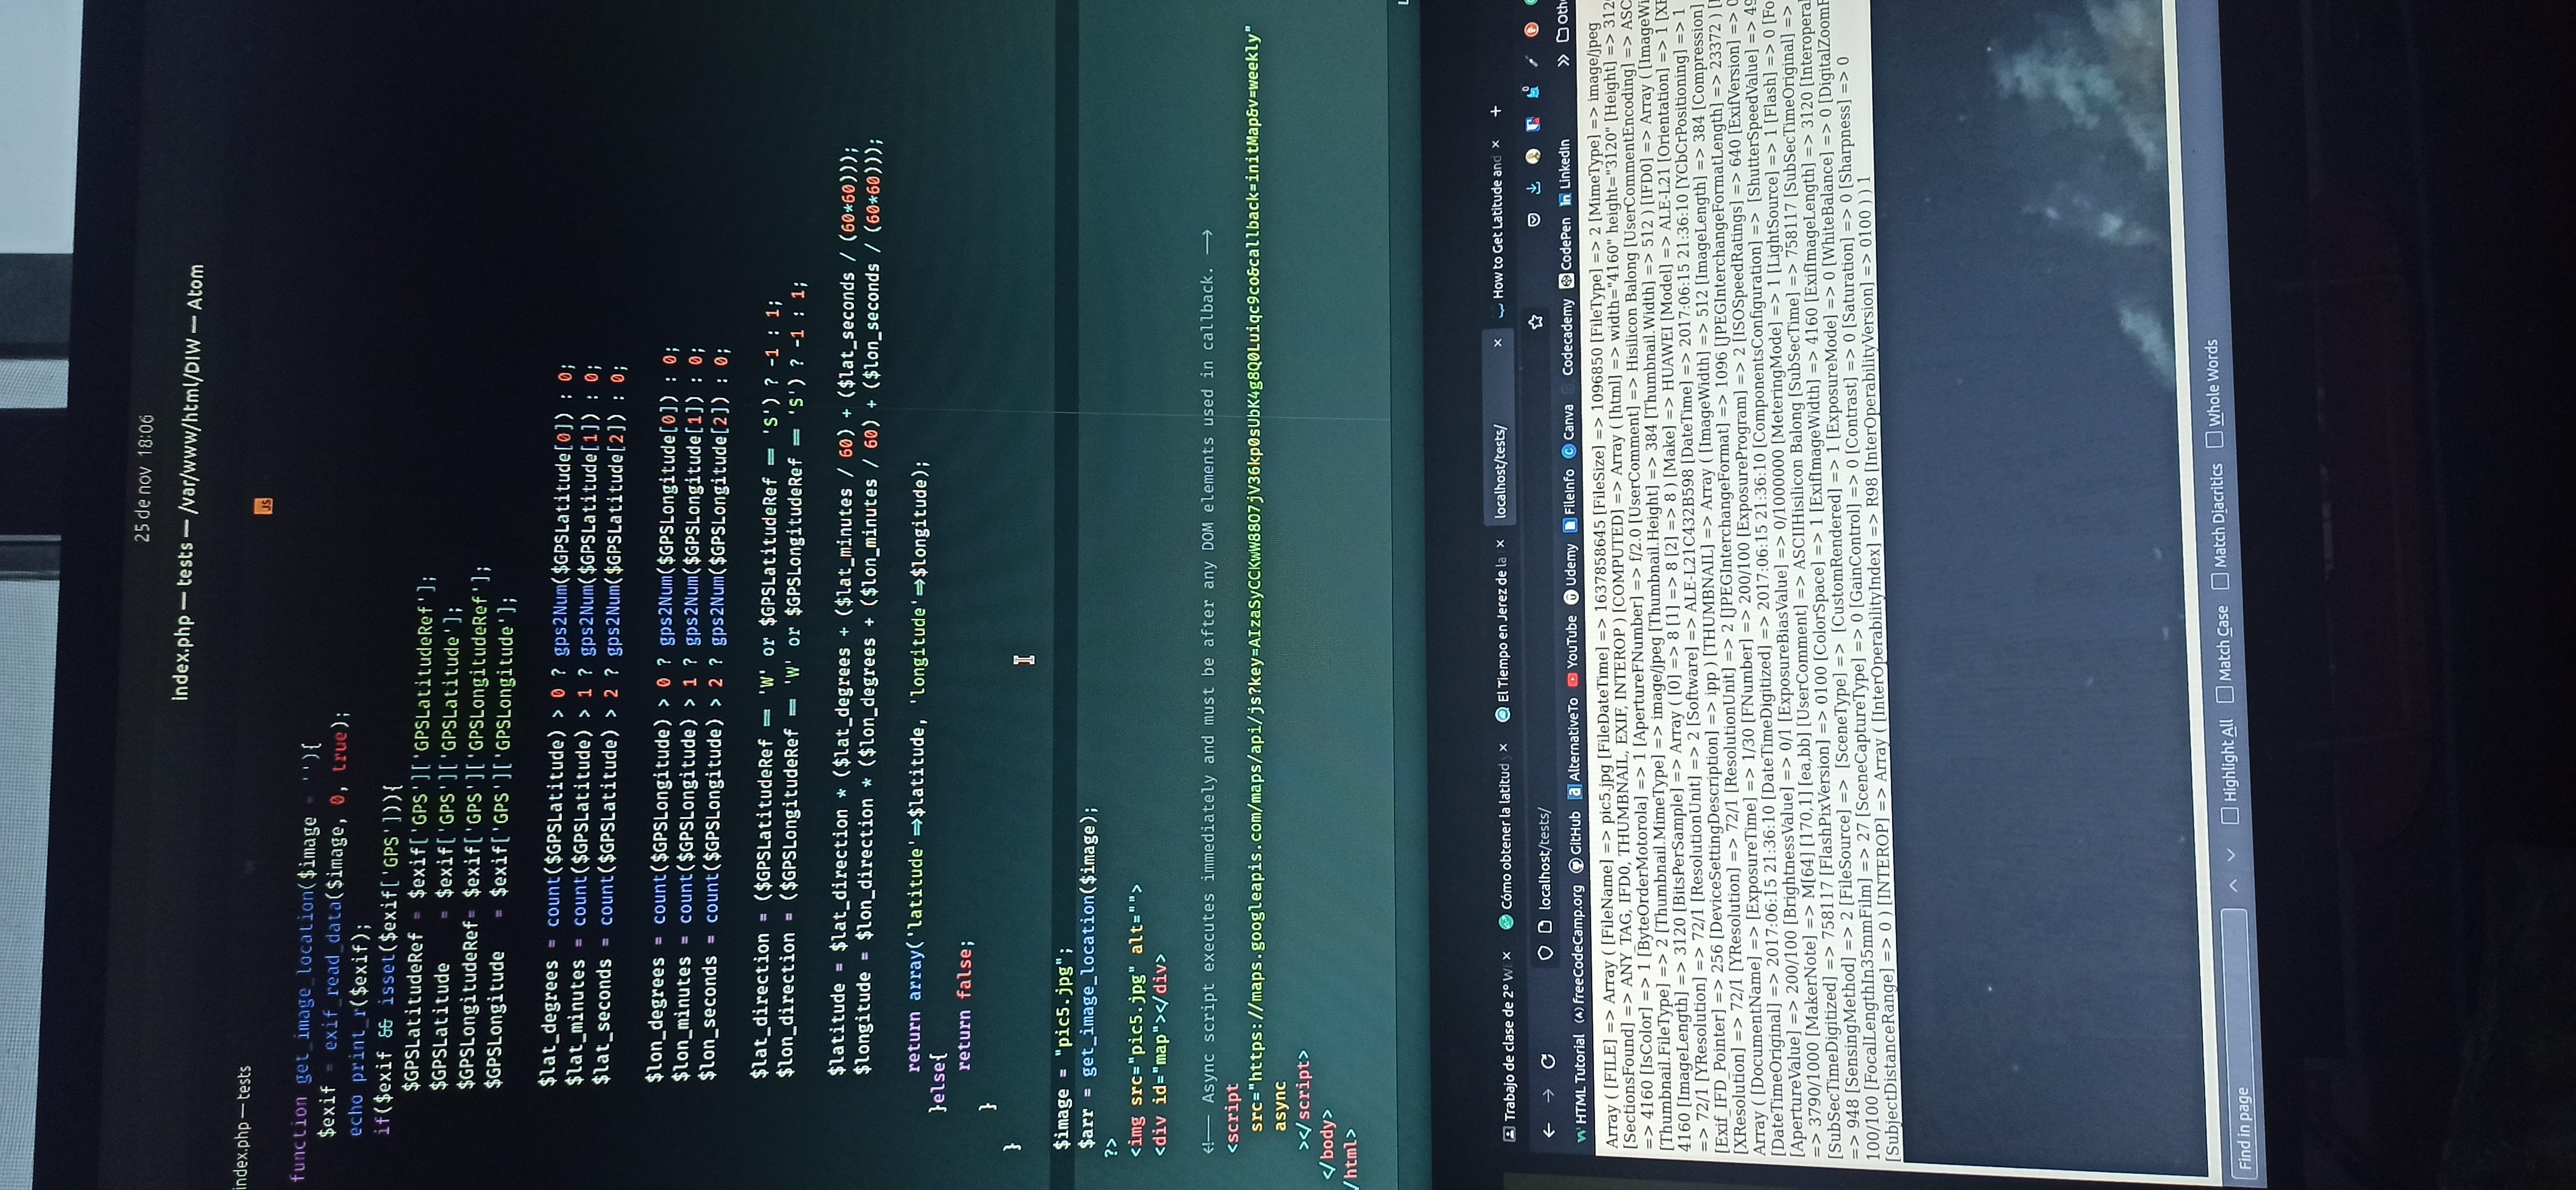 25 de nov 18:06
index.php — tests — /var/www/html/DIW — Atom
index.php — tests
JS
function get_image_location($image = ''){
$exif = exif_read_data($image, 0, true);
echo print_r($exif);
if($exif && isset($exif['GPS'])){
$GPSLatitudeRef = $exif['GPS']['GPSLatitudeRef'];
$GPSLatitude = $exif['GPS']['GPSLatitude'];
$GPSLongitudeRef= $exif['GPS']['GPSLongitudeRef'];
$GPSLongitude = $exif['GPS']['GPSLongitude'];
$lat_degrees = count($GPSLatitude) > 0 ? gps2Num($GPSLatitude[0]) : 0;
$lat_minutes = count($GPSLatitude) > 1 ? gps2Num($GPSLatitude[1]) : 0;
$lat_seconds = count($GPSLatitude) > 2 ? gps2Num($GPSLatitude[2]) : 0;
$lon_degrees = count($GPSLongitude) > 0 ? gps2Num($GPSLongitude[0]) : 0;
$lon_minutes = count($GPSLongitude) > 1 ? gps2Num($GPSLongitude[1]) : 0;
$lon_seconds = count($GPSLongitude) > 2 ? gps2Num($GPSLongitude[2]) : 0;
$lat_direction = ($GPSLatitudeRef == 'W' or $GPSLatitudeRef == 'S') ? -1 : 1;
$lon_direction = ($GPSLongitudeRef == 'W' or $GPSLongitudeRef == 'S') ? -1 : 1;
$latitude = $lat_direction * ($lat_degrees + ($lat_minutes / 60) + ($lat_seconds / (60*60)));
$longitude = $lon_direction * ($lon_degrees + ($lon_minutes / 60) + ($lon_seconds / (60*60)));
return array('latitude'=>$latitude, 'longitude'=>$longitude);
}else{
return false;
}
}
$image = "pic5.jpg";
$arr = get_image_location($image);
?>
<img src="pic5.jpg" alt="">
<div id="map"></div>
<!-- Async script executes immediately and must be after any DOM elements used in callback. -->
<script
src="https://maps.googleapis.com/maps/api/js?key=AIzaSyCCKwW88O7jV36kp0sUbK4g8Q0Luiqc9co&callback=initMap&v=weekly"
async
></script>
</body>
/html>
Trabajo de clase de 2º W × Cómo obtener la latitud × El Tiempo en Jerez de la × localhost/tests/ × How to Get Latitude and × +
localhost/tests/
HTML Tutorial freeCodeCamp.org GitHub AlternativeTo YouTube Udemy FileInfo Canva Codecademy CodePen LinkedIn » Oth
Array ( [FILE] => Array ( [FileName] => pic5.jpg [FileDateTime] => 1637858645 [FileSize] => 1096850 [FileType] => 2 [MimeType] => image/jpeg
[SectionsFound] => ANY_TAG, IFD0, THUMBNAIL, EXIF, INTEROP ) [COMPUTED] => Array ( [html] => width="4160" height="3120" [Height] => 312
=> 4160 [IsColor] => 1 [ByteOrderMotorola] => 1 [ApertureFNumber] => f/2.0 [UserComment] => Hisilicon Balong [UserCommentEncoding] => ASC
[Thumbnail.FileType] => 2 [Thumbnail.MimeType] => image/jpeg [Thumbnail.Height] => 384 [Thumbnail.Width] => 512 ) [IFD0] => Array ( [ImageWi
4160 [ImageLength] => 3120 [BitsPerSample] => Array ( [0] => 8 [1] => 8 [2] => 8 ) [Make] => HUAWEI [Model] => ALE-L21 [Orientation] => 1 [XR
=> 72/1 [YResolution] => 72/1 [ResolutionUnit] => 2 [Software] => ALE-L21C432B598 [DateTime] => 2017:06:15 21:36:10 [YCbCrPositioning] => 1
[Exif_IFD_Pointer] => 256 [DeviceSettingDescription] => ipp ) [THUMBNAIL] => Array ( [ImageWidth] => 512 [ImageLength] => 384 [Compression]
[XResolution] => 72/1 [YResolution] => 72/1 [ResolutionUnit] => 2 [JPEGInterchangeFormat] => 1096 [JPEGInterchangeFormatLength] => 23372 )
Array ( [DocumentName] => [ExposureTime] => 1/30 [FNumber] => 200/100 [ExposureProgram] => 2 [ISOSpeedRatings] => 640 [ExifVersion] => 0
[DateTimeOriginal] => 2017:06:15 21:36:10 [DateTimeDigitized] => 2017:06:15 21:36:10 [ComponentsConfiguration] => [ShutterSpeedValue] => 49
[ApertureValue] => 200/100 [BrightnessValue] => 0/1 [ExposureBiasValue] => 0/1000000 [MeteringMode] => 1 [LightSource] => 1 [Flash] => 0 [Fo
=> 3790/1000 [MakerNote] => M[64] [170,1] [ea,bb] [UserComment] => ASCIIHisilicon Balong [SubSecTime] => 758117 [SubSecTimeOriginal] =>
[SubSecTimeDigitized] => 758117 [FlashPixVersion] => 0100 [ColorSpace] => 1 [ExifImageWidth] => 4160 [ExifImageLength] => 3120 [Interopera
=> 948 [SensingMethod] => 2 [FileSource] => [SceneType] => [CustomRendered] => 1 [ExposureMode] => 0 [WhiteBalance] => 0 [DigitalZoomR
100/100 [FocalLengthIn35mmFilm] => 27 [SceneCaptureType] => 0 [GainControl] => 0 [Contrast] => 0 [Saturation] => 0 [Sharpness] => 0
[SubjectDistanceRange] => 0 ) [INTEROP] => Array ( [InterOperabilityIndex] => R98 [InterOperabilityVersion] => 0100 ) ) 1
Find in page Highlight All Match Case Match Diacritics Whole Words